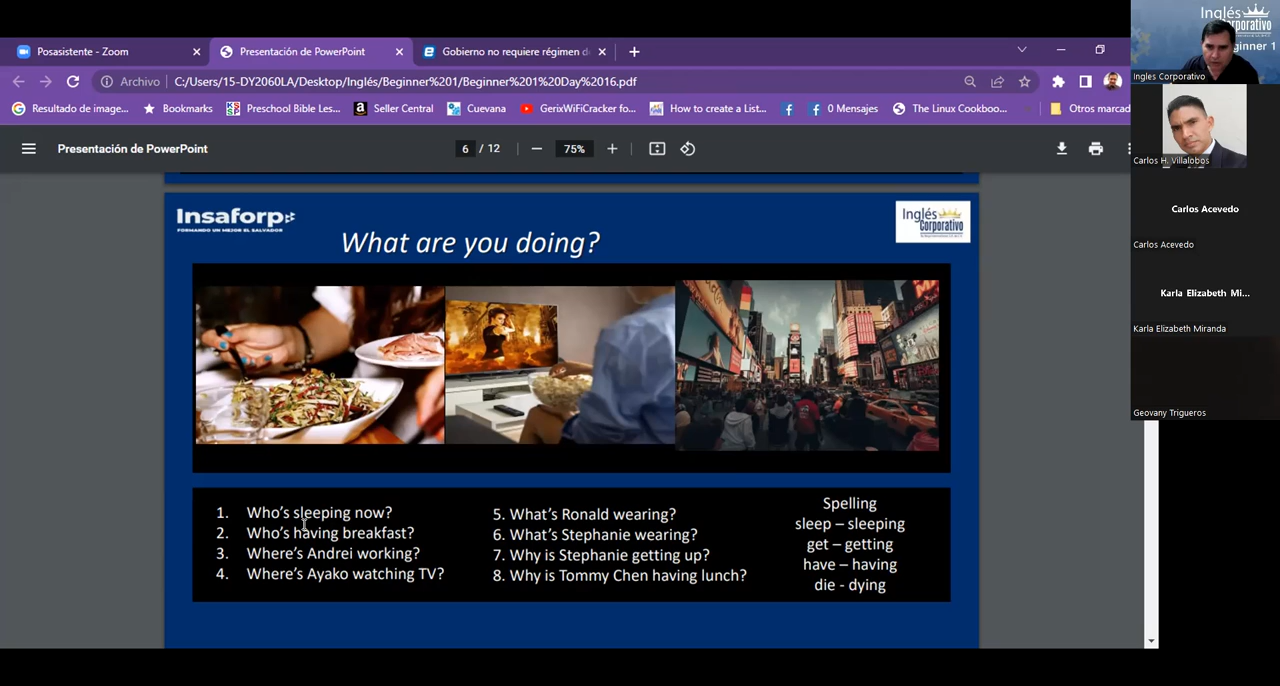 Posasistente - Zoom
Presentación de PowerPoint
Gobierno no requiere régimen d
Archivo
C:/Users/15-DY2060LA/Desktop/Inglés/Beginner%201/Beginner%201%20Day%2016.pdf
Resultado de image...
Bookmarks
Preschool Bible Les...
Seller Central
Cuevana
GerixWiFiCracker fo...
How to create a List...
0 Mensajes
The Linux Cookboo...
Otros marcad
Presentación de PowerPoint
6 / 12
75%
Insaforp
FORMANDO UN MEJOR EL SALVADOR
Inglés
Corporativo
What are you doing?
1. Who's sleeping now?
2. Who's having breakfast?
3. Where's Andrei working?
4. Where's Ayako watching TV?
5. What's Ronald wearing?
6. What's Stephanie wearing?
7. Why is Stephanie getting up?
8. Why is Tommy Chen having lunch?
Spelling
sleep – sleeping
get – getting
have – having
die - dying
Inglés
Corporativo
ginner 1
Ingles Corporativo
Carlos H. Villalobos
Carlos Acevedo
Carlos Acevedo
Karla Elizabeth Mi...
Karla Elizabeth Miranda
Geovany Trigueros